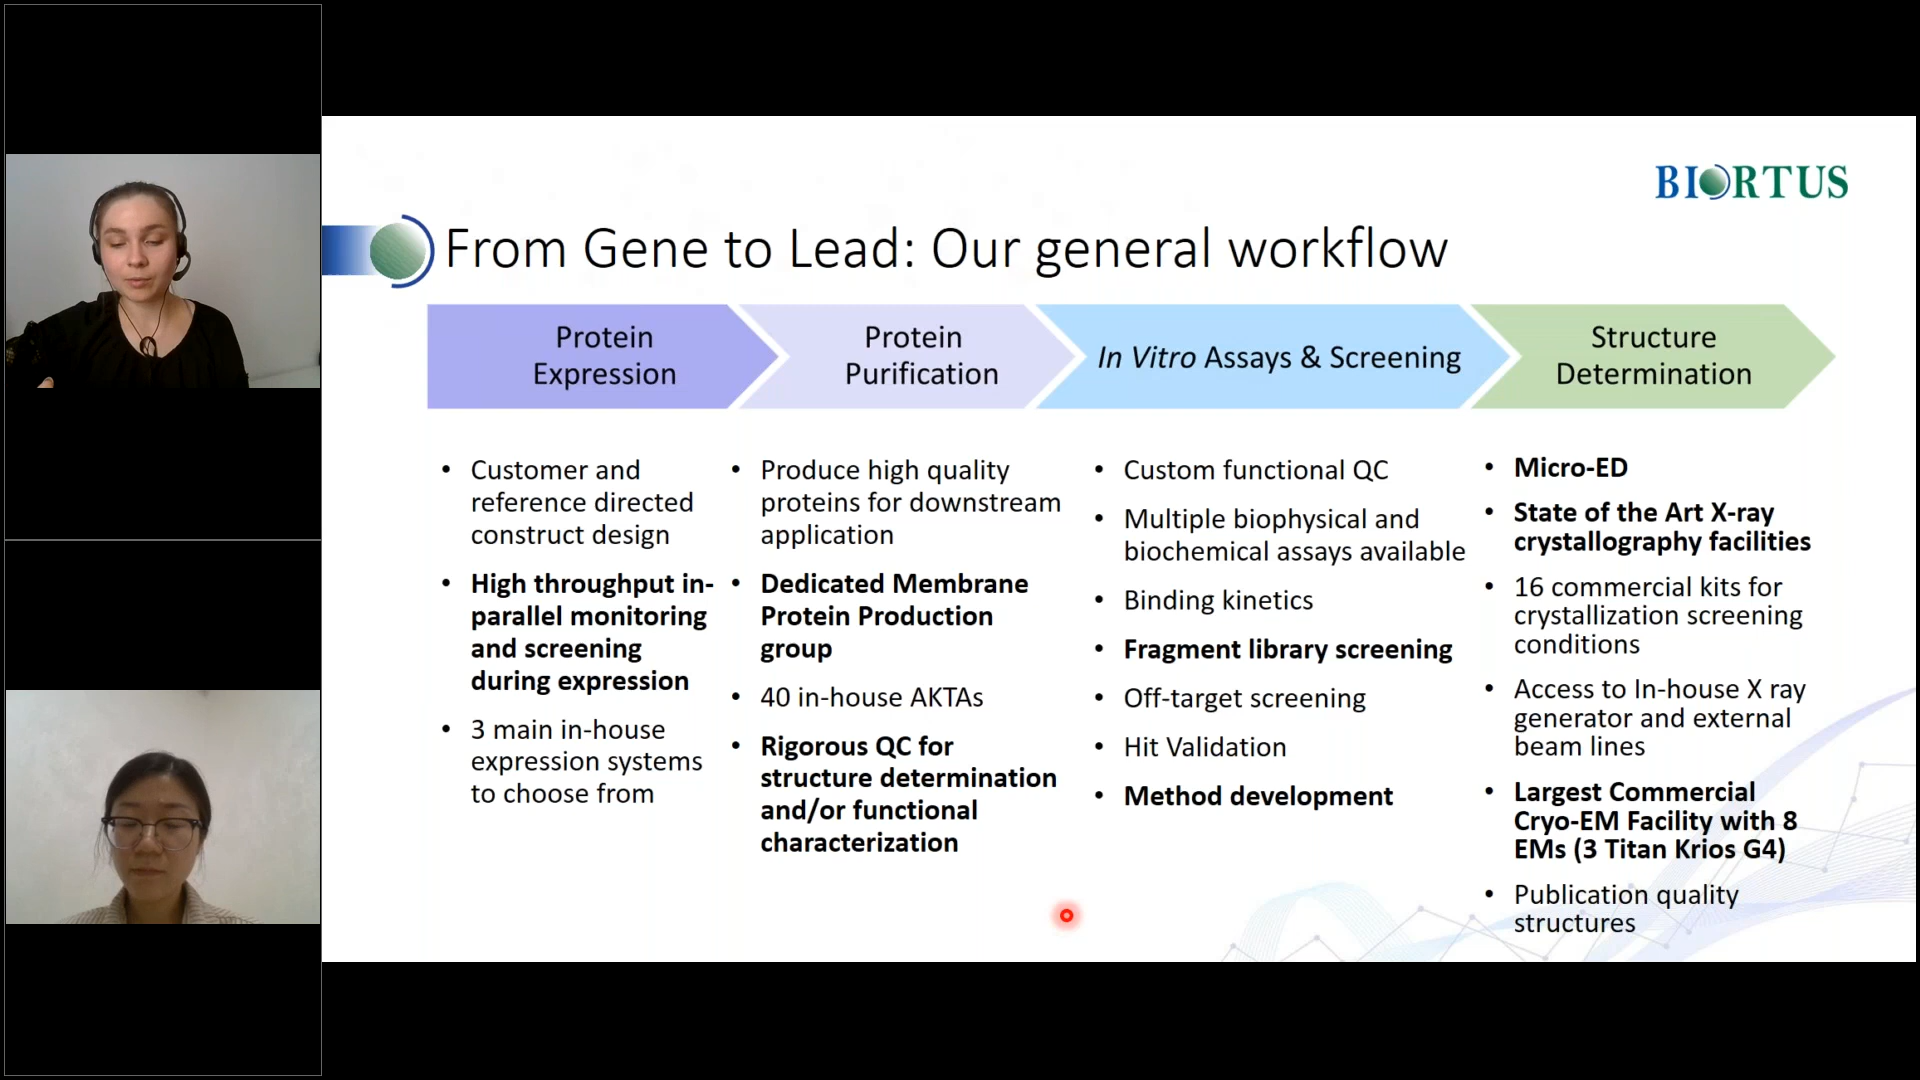 BIORTUS
From Gene to Lead: Our general workflow
Protein
Expression
Protein
Purification
In Vitro Assays & Screening
Structure
Determination
• Customer and
reference directed
construct design
• High throughput in-
parallel monitoring
and screening
during expression
• 3 main in-house
expression systems
to choose from
• Produce high quality
proteins for downstream
application
• Dedicated Membrane
Protein Production
group
• 40 in-house AKTAs
• Rigorous QC for
structure determination
and/or functional
characterization
• Custom functional QC
• Multiple biophysical and
biochemical assays available
• Binding kinetics
• Fragment library screening
• Off-target screening
• Hit Validation
• Method development
• Micro-ED
• State of the Art X-ray
crystallography facilities
• 16 commercial kits for
crystallization screening
conditions
• Access to In-house X ray
generator and external
beam lines
• Largest Commercial
Cryo-EM Facility with 8
EMs (3 Titan Krios G4)
• Publication quality
structures